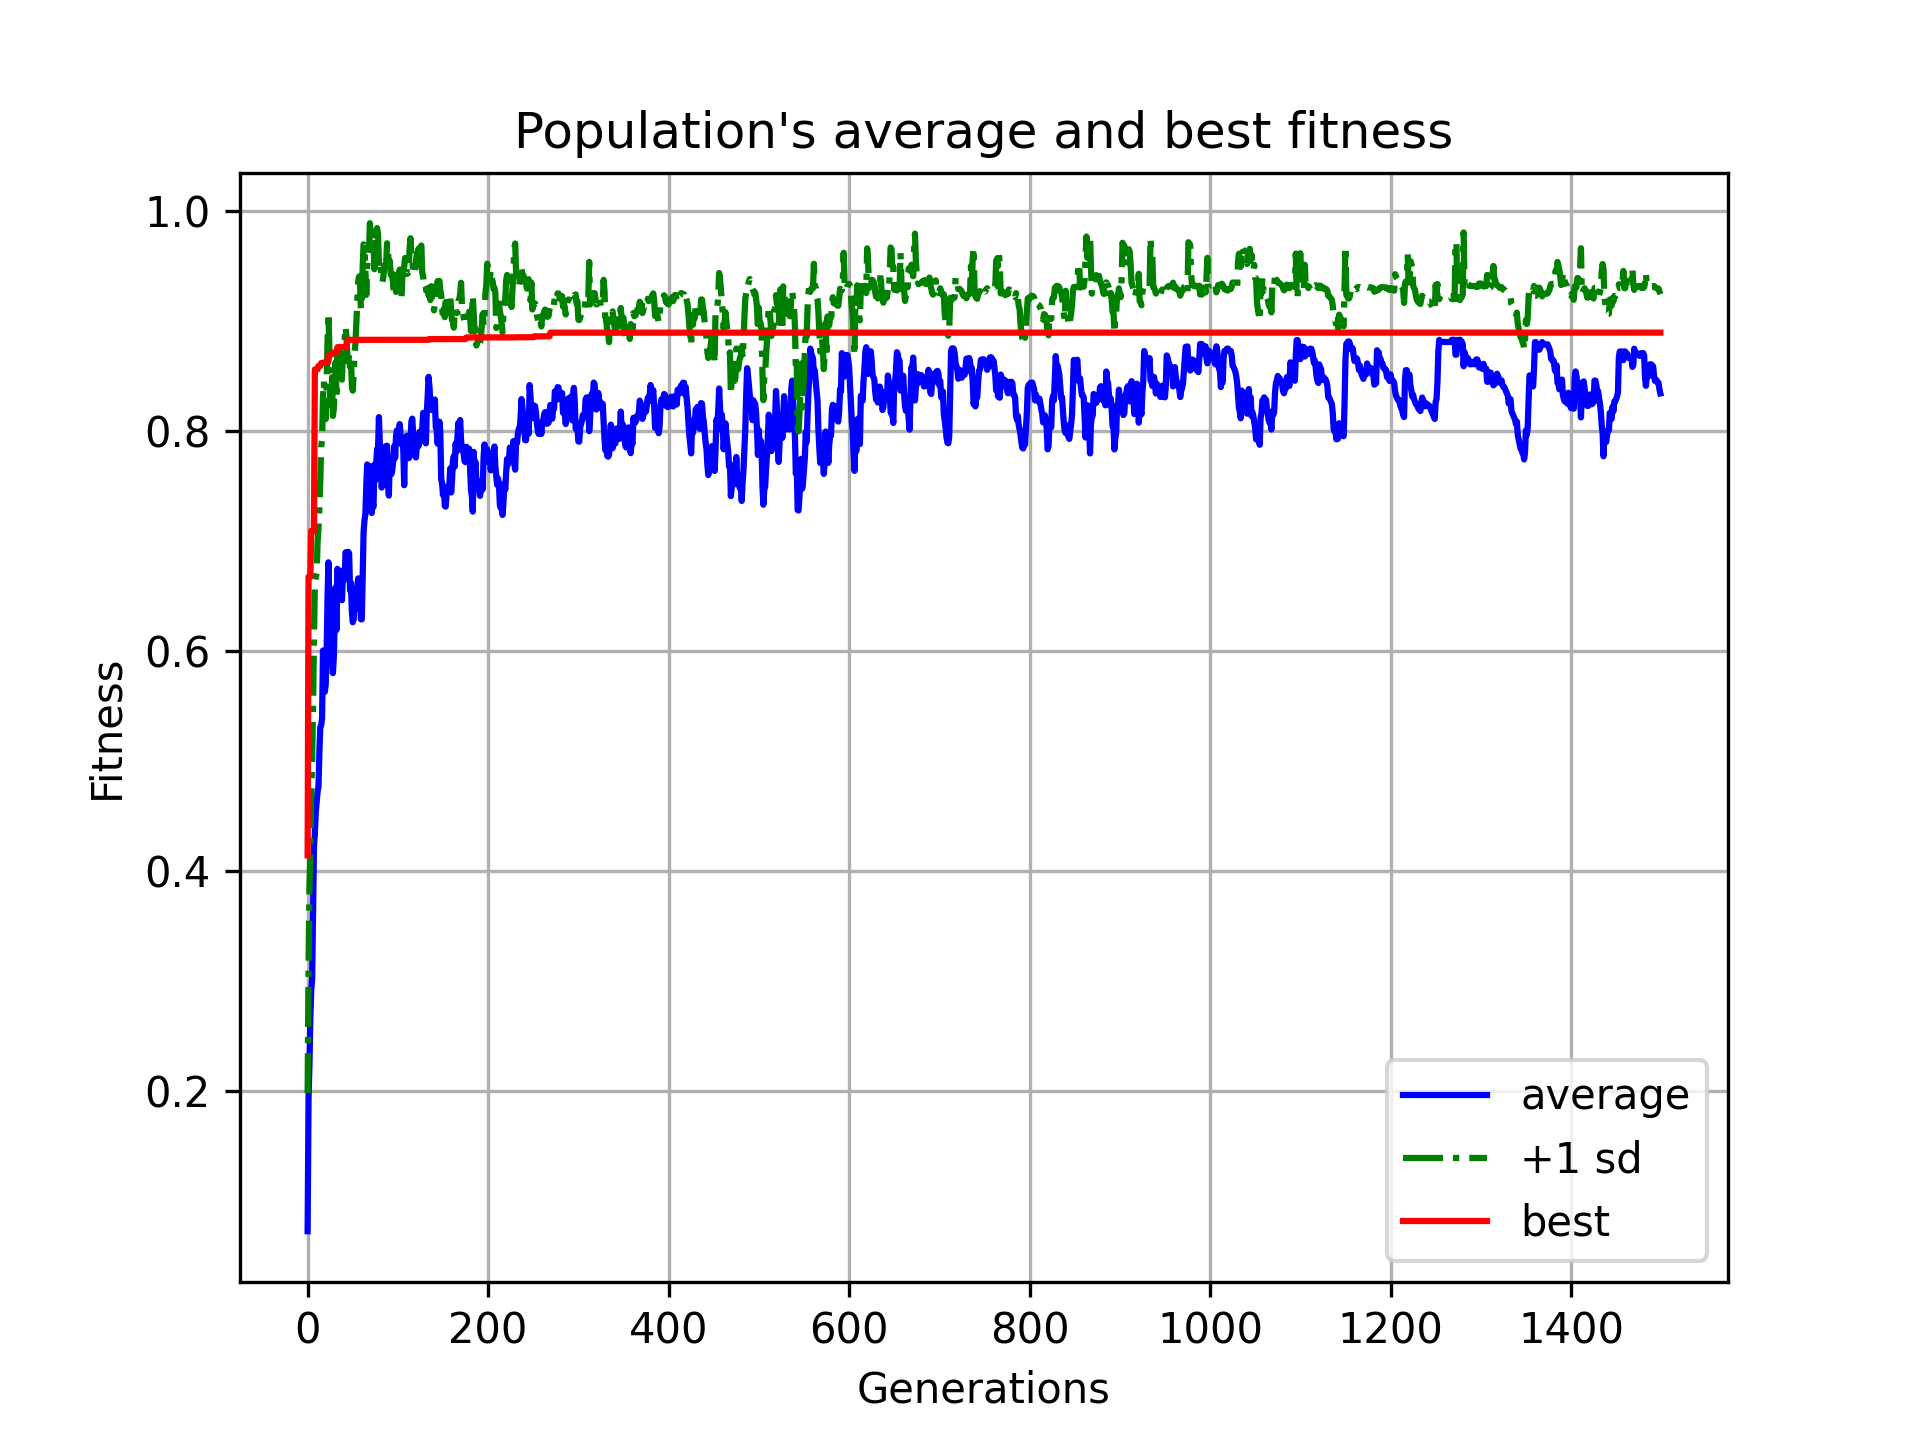 Population's average and best fitness
1.0
0.8
0.6
0.4
0.2
Fitness
0 200 400 600 800 1000 1200 1400
Generations
average
+1 sd
best